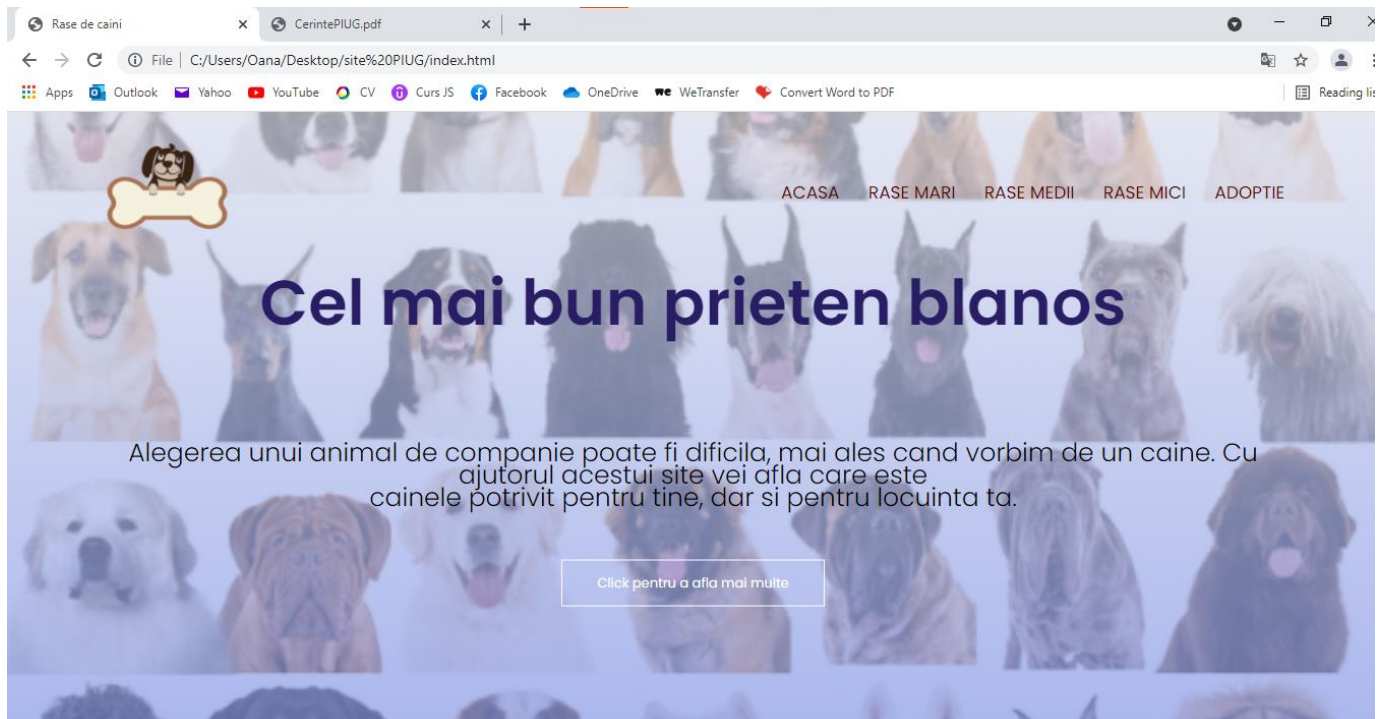 Rase de caini
CerintePIUG.pdf
File C:/Users/Oana/Desktop/site%20PIUG/index.html
Apps Outlook Yahoo YouTube CV Curs JS Facebook OneDrive WeTransfer Convert Word to PDF Reading lis
ACASA RASE MARI RASE MEDII RASE MICI ADOPTIE
Cel mai bun prieten blanos
Alegerea unui animal de companie poate fi dificila, mai ales cand vorbim de un caine. Cu
ajutorul acestui site vei afla care este
cainele potrivit pentru tine, dar si pentru locuinta ta.
Click pentru a afla mai multe